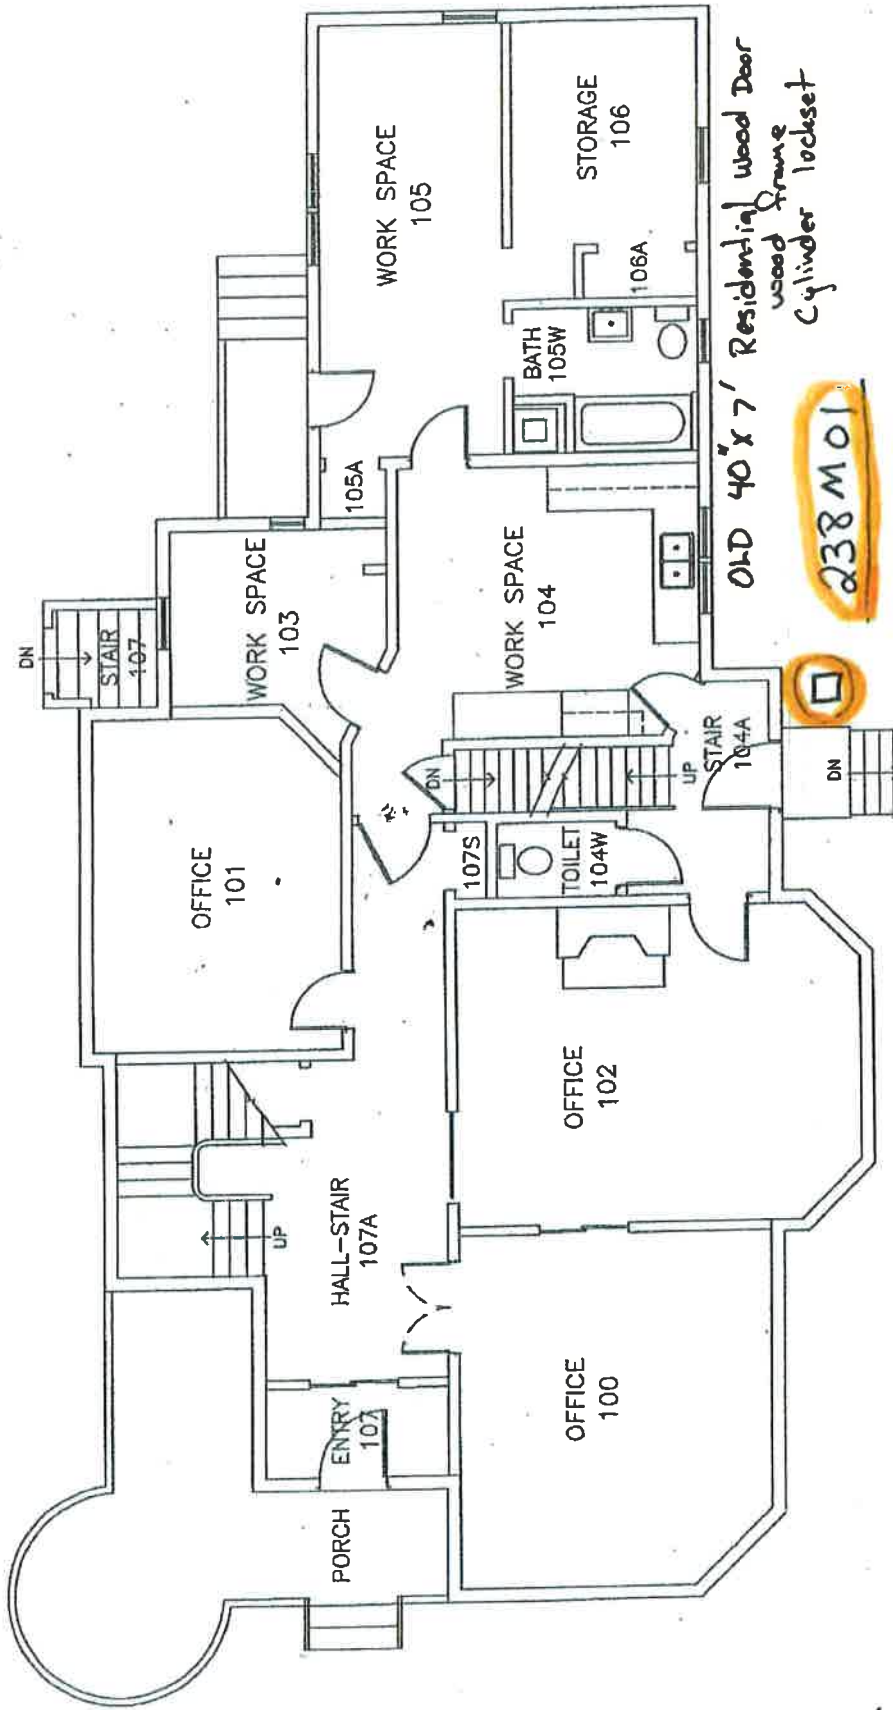 DN
STAIR
107
WORK SPACE
105
STORAGE
106
106A
BATH
105W
105A
WORK SPACE
103
WORK SPACE
104
OFFICE
101
DN
UP
STAIR
104A
DN
107S
TOILET
104W
OFFICE
102
HALL-STAIR
107A
UP
ENTRY
107
OFFICE
100
PORCH
OLD 40"x7' Residential Wood Door
wood frame
Cylinder lockset
238M01